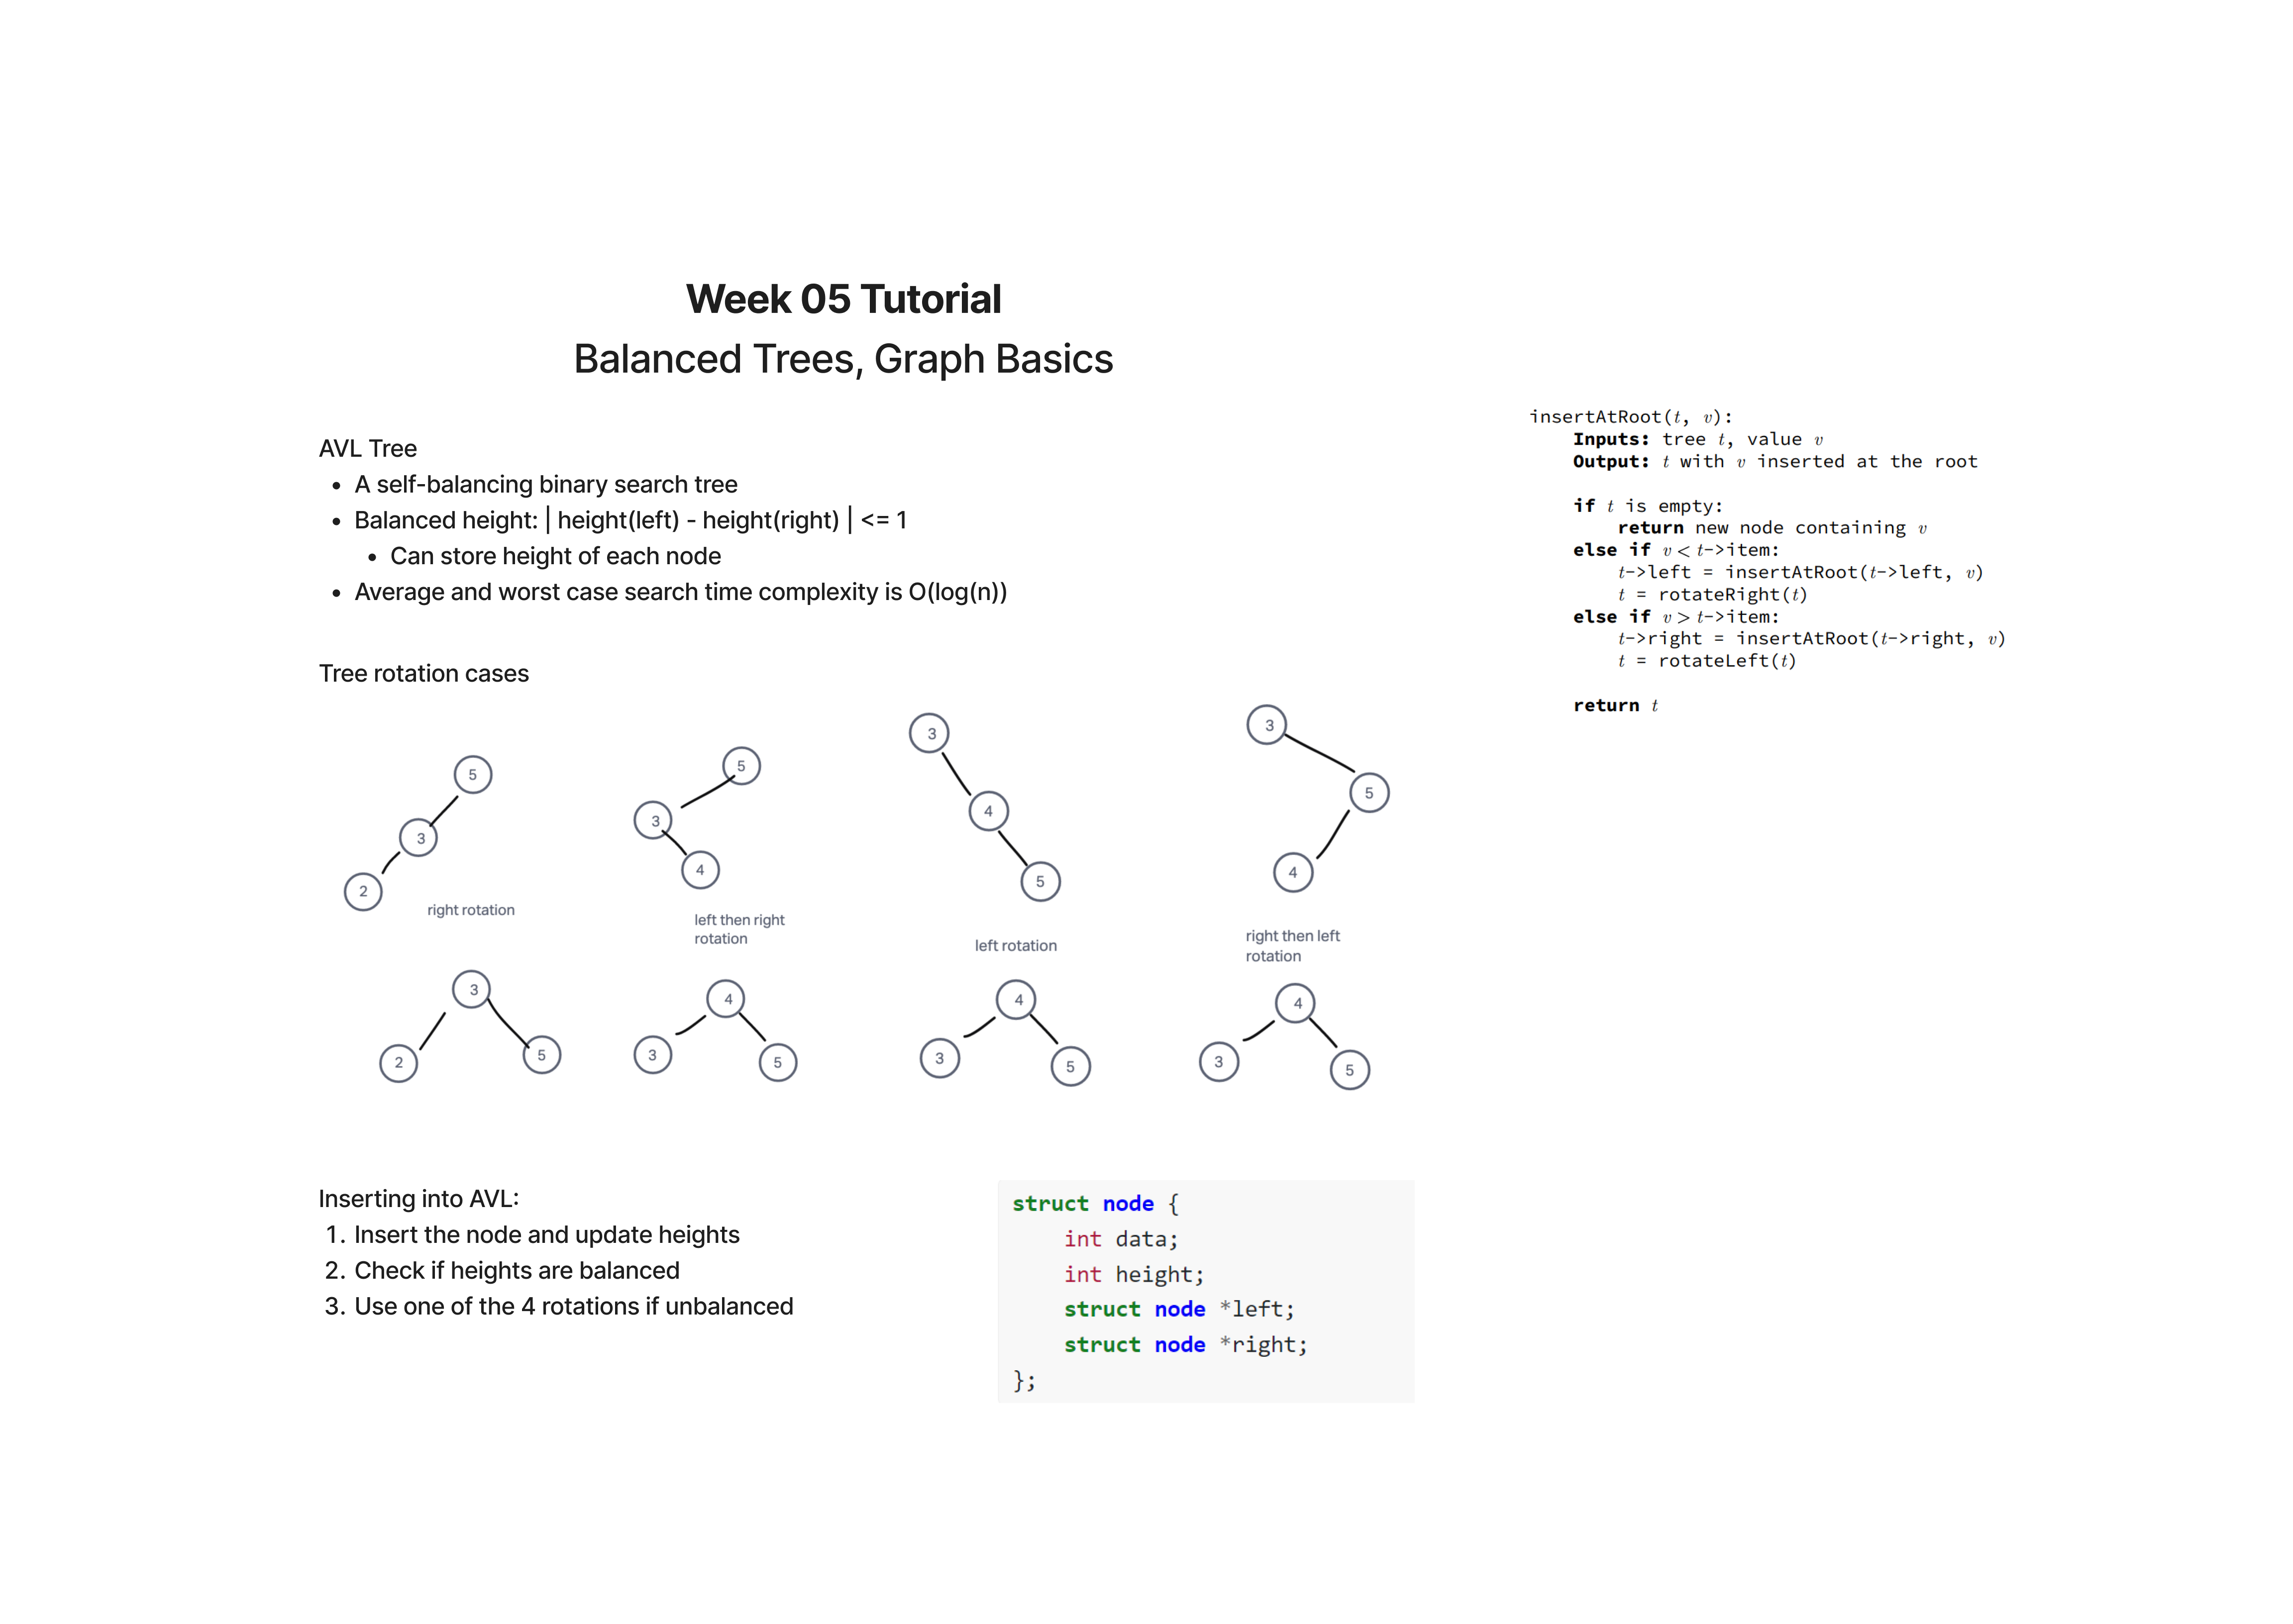 Week 05 Tutorial
Balanced Trees, Graph Basics
AVL Tree
• A self-balancing binary search tree
• Balanced height: | height(left) - height(right) | <= 1
• Can store height of each node
• Average and worst case search time complexity is O(log(n))
Tree rotation cases
5
3
2
right rotation
3
2
5
5
3
4
left then right
rotation
4
3
5
3
4
5
left rotation
4
3
5
3
5
4
right then left
rotation
4
3
5
Inserting into AVL:
1. Insert the node and update heights
2. Check if heights are balanced
3. Use one of the 4 rotations if unbalanced
struct node {
    int data;
    int height;
    struct node *left;
    struct node *right;
};
insertAtRoot(t, v):
    Inputs: tree t, value v
    Output: t with v inserted at the root
    if t is empty:
        return new node containing v
    else if v < t->item:
        t->left = insertAtRoot(t->left, v)
        t = rotateRight(t)
    else if v > t->item:
        t->right = insertAtRoot(t->right, v)
        t = rotateLeft(t)
    return t